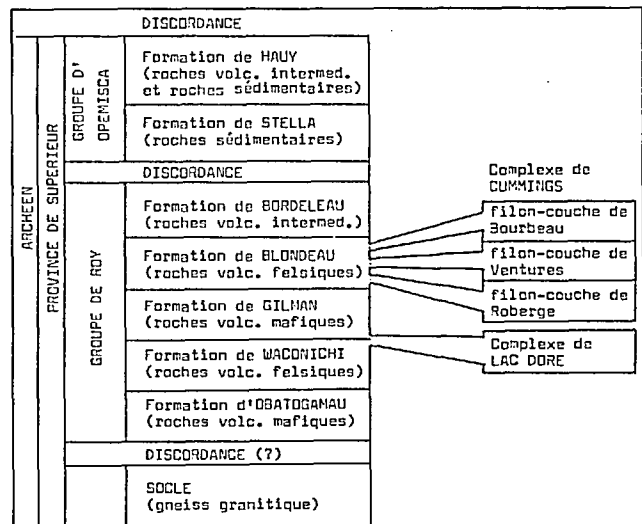 DISCORDANCE
ARCHEEN
PROVINCE DE SUPERIEUR
GROUPE D'
OPEMISCA
Formation de HAUY
(roches volc. intermed.
et roches sédimentaires)
Formation de STELLA
(roches sédimentaires)
DISCORDANCE
GROUPE DE ROY
Formation de BORDELEAU
(roches volc. intermed.)
Formation de BLONDEAU
(roches volc. felsiques)
Formation de GILMAN
(roches volc. mafiques)
Formation de WACONICHI
(roches volc. felsiques)
Formation d'OBATOGAMAU
(roches volc. mafiques)
DISCORDANCE (?)
SOCLE
(gneiss granitique)
Complexe de
CUMMINGS
filon-couche de
Bourbeau
filon-couche de
Ventures
filon-couche de
Roberge
Complexe de
LAC DORE